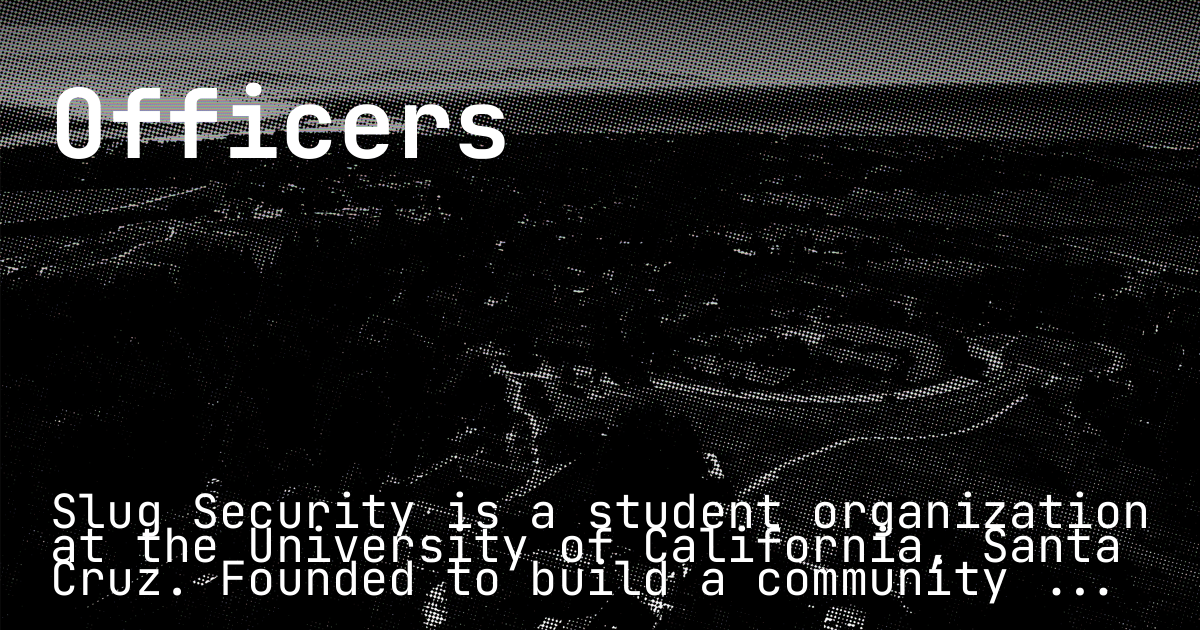 Officers
Slug Security is a student organization
at the University of California, Santa
Cruz. Founded to build a community ...